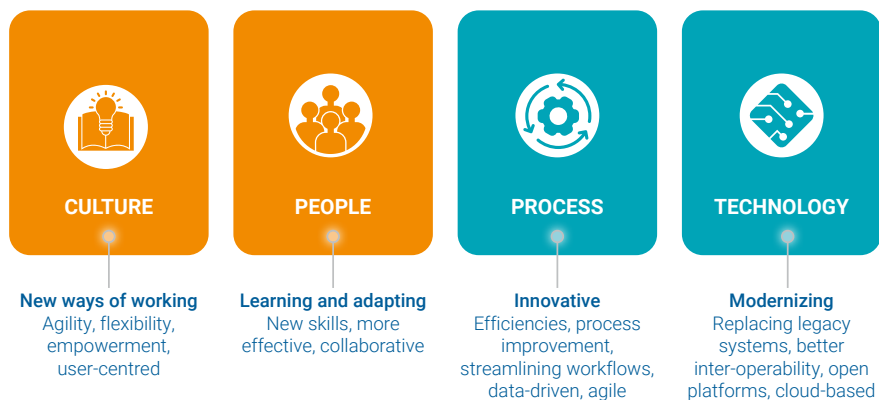 CULTURE
New ways of working
Agility, flexibility,
empowerment,
user-centred
PEOPLE
Learning and adapting
New skills, more
effective, collaborative
PROCESS
Innovative
Efficiencies, process
improvement,
streamlining workflows,
data-driven, agile
TECHNOLOGY
Modernizing
Replacing legacy
systems, better
inter-operability, open
platforms, cloud-based